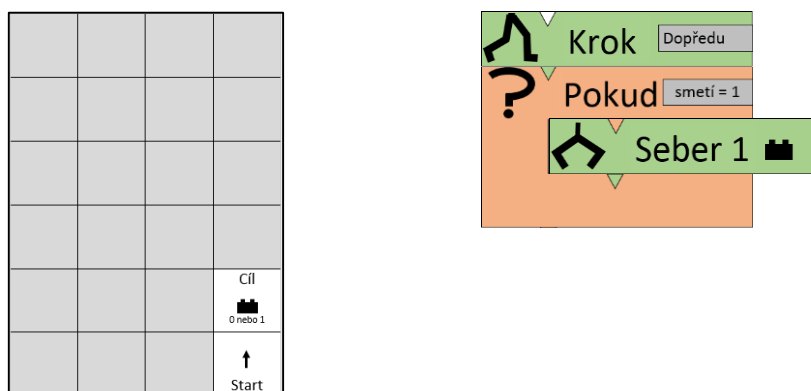 Krok Dopředu
Pokud smetí = 1
Seber 1
Cíl
0 nebo 1
Start